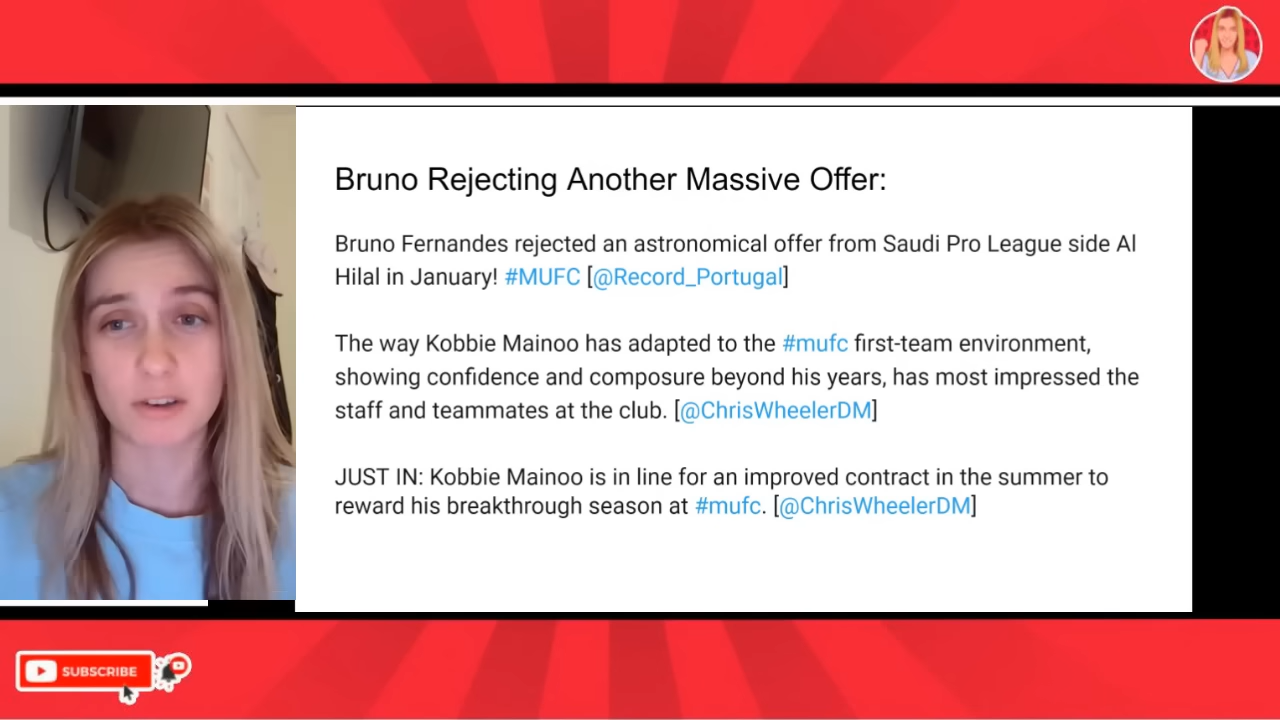 Bruno Rejecting Another Massive Offer:
Bruno Fernandes rejected an astronomical offer from Saudi Pro League side Al
Hilal in January! #MUFC [@Record_Portugal]
The way Kobbie Mainoo has adapted to the #mufc first-team environment,
showing confidence and composure beyond his years, has most impressed the
staff and teammates at the club. [@ChrisWheelerDM]
JUST IN: Kobbie Mainoo is in line for an improved contract in the summer to
reward his breakthrough season at #mufc. [@ChrisWheelerDM]
SUBSCRIBE